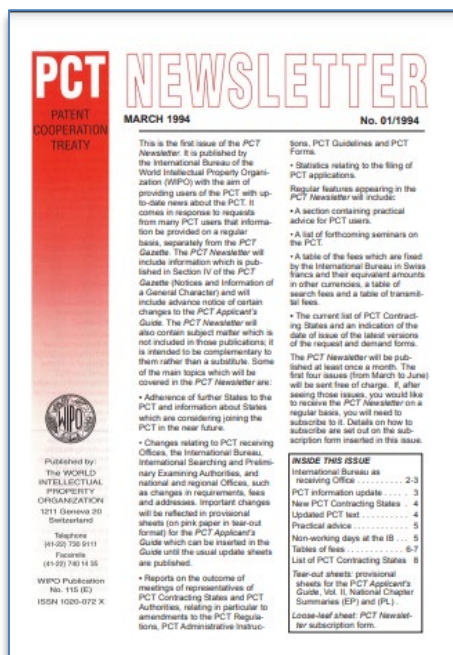 PCT NEWSLETTER
PATENT
COOPERATION
TREATY
MARCH 1994
No. 01/1994
This is the first issue of the PCT
Newsletter. It is published by
the International Bureau of the
World Intellectual Property Organi-
zation (WIPO) with the aim of
providing users of the PCT with up-
to-date news about the PCT. It
comes in response to requests
from many PCT users that informa-
tion be provided on a regular
basis, separately from the PCT
Gazette. The PCT Newsletter will
include information which is pub-
lished in Section IV of the PCT
Gazette (Notices and Information of
a General Character) and will
include advance notice of certain
changes to the PCT Applicant's
Guide. The PCT Newsletter will
also contain subject matter which is
not included in those publications; it
is intended to be complementary to
them rather than a substitute. Some
of the main topics which will be
covered in the PCT Newsletter are:
• Adherence of further States to the
PCT and information about States
which are considering joining the
PCT in the near future.
• Changes relating to PCT receiving
Offices, the International Bureau,
International Searching and Prelimi-
nary Examining Authorities, and
national and regional Offices, such
as changes in requirements, fees
and addresses. Important changes
will be reflected in provisional
sheets (on pink paper in tear-out
format) for the PCT Applicant's
Guide which can be inserted in the
Guide until the usual update sheets
are published.
• Reports on the outcome of
meetings of representatives of
PCT Contracting States and PCT
Authorities, relating in particular to
amendments to the PCT Regula-
tions, PCT Administrative Instruc-
tions, PCT Guidelines and PCT
Forms.
• Statistics relating to the filing of
PCT applications.
Regular features appearing in the
PCT Newsletter will include:
• A section containing practical
advice for PCT users.
• A list of forthcoming seminars on
the PCT.
• A table of the fees which are fixed
by the International Bureau in Swiss
francs and their equivalent amounts
in other currencies, a table of
search fees and a table of transmit-
tal fees.
• The current list of PCT Contract-
ing States and an indication of the
date of issue of the latest versions
of the request and demand forms.
The PCT Newsletter will be pub-
lished at least once a month. The
first four issues (from March to June)
will be sent free of charge. If, after
seeing those issues, you would like
to receive the PCT Newsletter on a
regular basis, you will need to
subscribe to it. Details on how to
subscribe are set out on the sub-
scription form inserted in this issue.
INSIDE THIS ISSUE
International Bureau as
receiving Office . . . . . . . . . . 2-3
PCT information update . . . . 3
New PCT Contracting States . 4
Updated PCT text . . . . . . . . . 4
Practical advice . . . . . . . . . . 5
Non-working days at the IB . . . 5
Tables of fees . . . . . . . . . . . 6-7
List of PCT Contracting States 8
Tear-out sheets: provisional
sheets for the PCT Applicant's
Guide, Vol. II, National Chapter
Summaries (EP) and (PL) .
Loose-leaf sheet: PCT Newslet-
ter subscription form.
WIPO
Published by:
The WORLD
INTELLECTUAL
PROPERTY
ORGANIZATION
1211 Geneva 20
Switzerland
Telephone
(41-22) 730 9111
Facsimile
(41-22) 740 14 35
WIPO Publication
No. 115 (E)
ISSN 1020-072 X